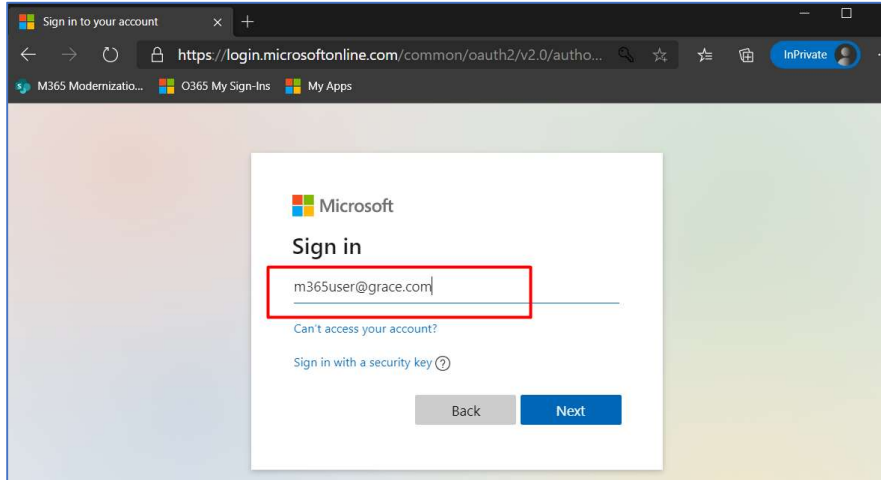 Sign in to your account
https://login.microsoftonline.com/common/oauth2/v2.0/autho...
InPrivate
M365 Modernizatio... O365 My Sign-Ins My Apps
Microsoft
Sign in
m365user@grace.com
Can't access your account?
Sign in with a security key
Back Next